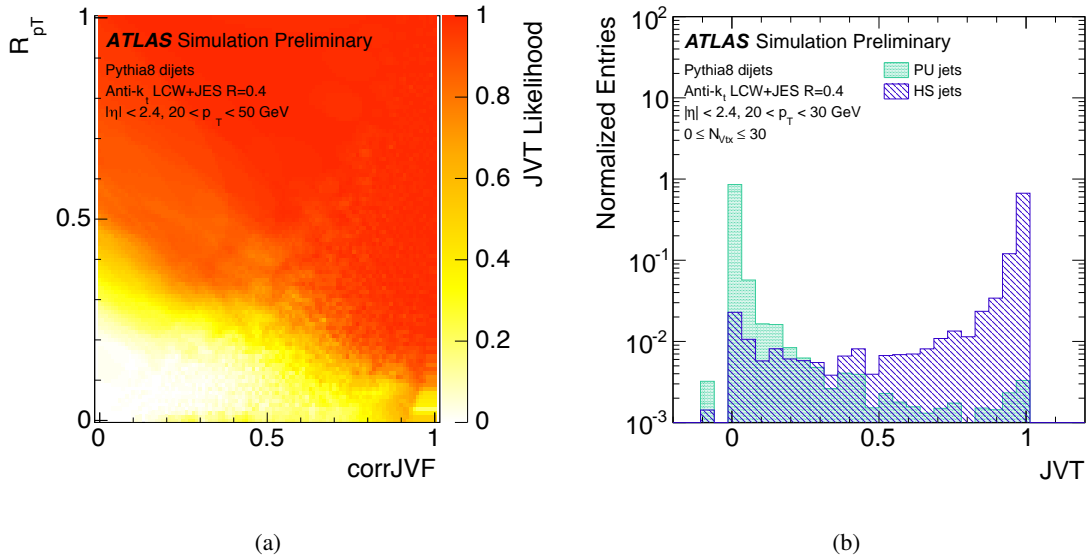 R_pT
1
0.5
0
0 0.5 1
corrJVF
ATLAS Simulation Preliminary
Pythia8 dijets
Anti-k_t LCW+JES R=0.4
|η| < 2.4, 20 < p_T < 50 GeV
1
0.8
0.6
0.4
0.2
0
JVT Likelihood
(a)
Normalized Entries
10^2
10
1
10^-1
10^-2
10^-3
0 0.5 1
JVT
ATLAS Simulation Preliminary
Pythia8 dijets
Anti-k_t LCW+JES R=0.4
|η| < 2.4, 20 < p_T < 30 GeV
0 ≤ N_Vtx ≤ 30
PU jets
HS jets
(b)